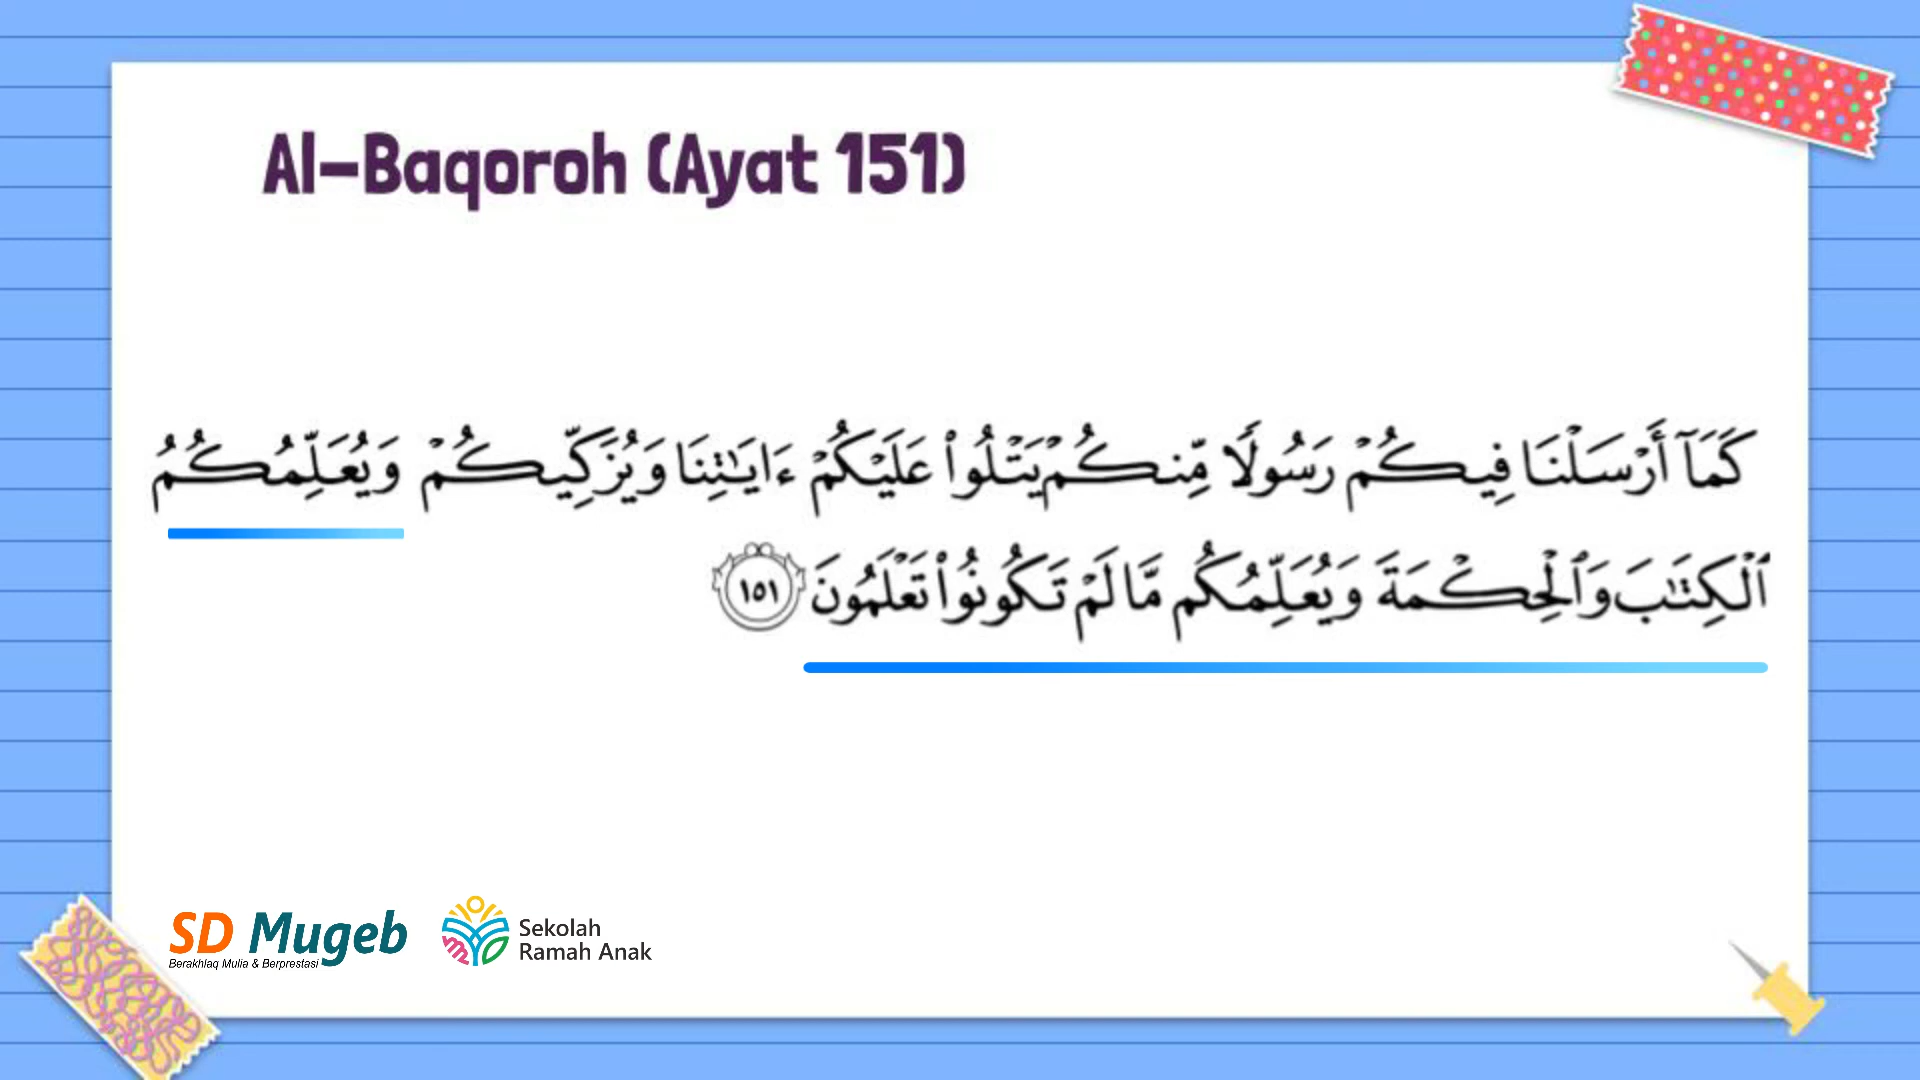 Al-Baqoroh (Ayat 151)
كَمَآ أَرْسَلْنَا فِيكُمْ رَسُولًا مِّنكُمْ يَتْلُوا۟ عَلَيْكُمْ ءَايَـٰتِنَا وَيُزَكِّيكُمْ وَيُعَلِّمُكُمُ
ٱلْكِتَـٰبَ وَٱلْحِكْمَةَ وَيُعَلِّمُكُم مَّا لَمْ تَكُونُوا۟ تَعْلَمُونَ ١٥١
SD Mugeb
Berakhlaq Mulia & Berprestasi
Sekolah
Ramah Anak